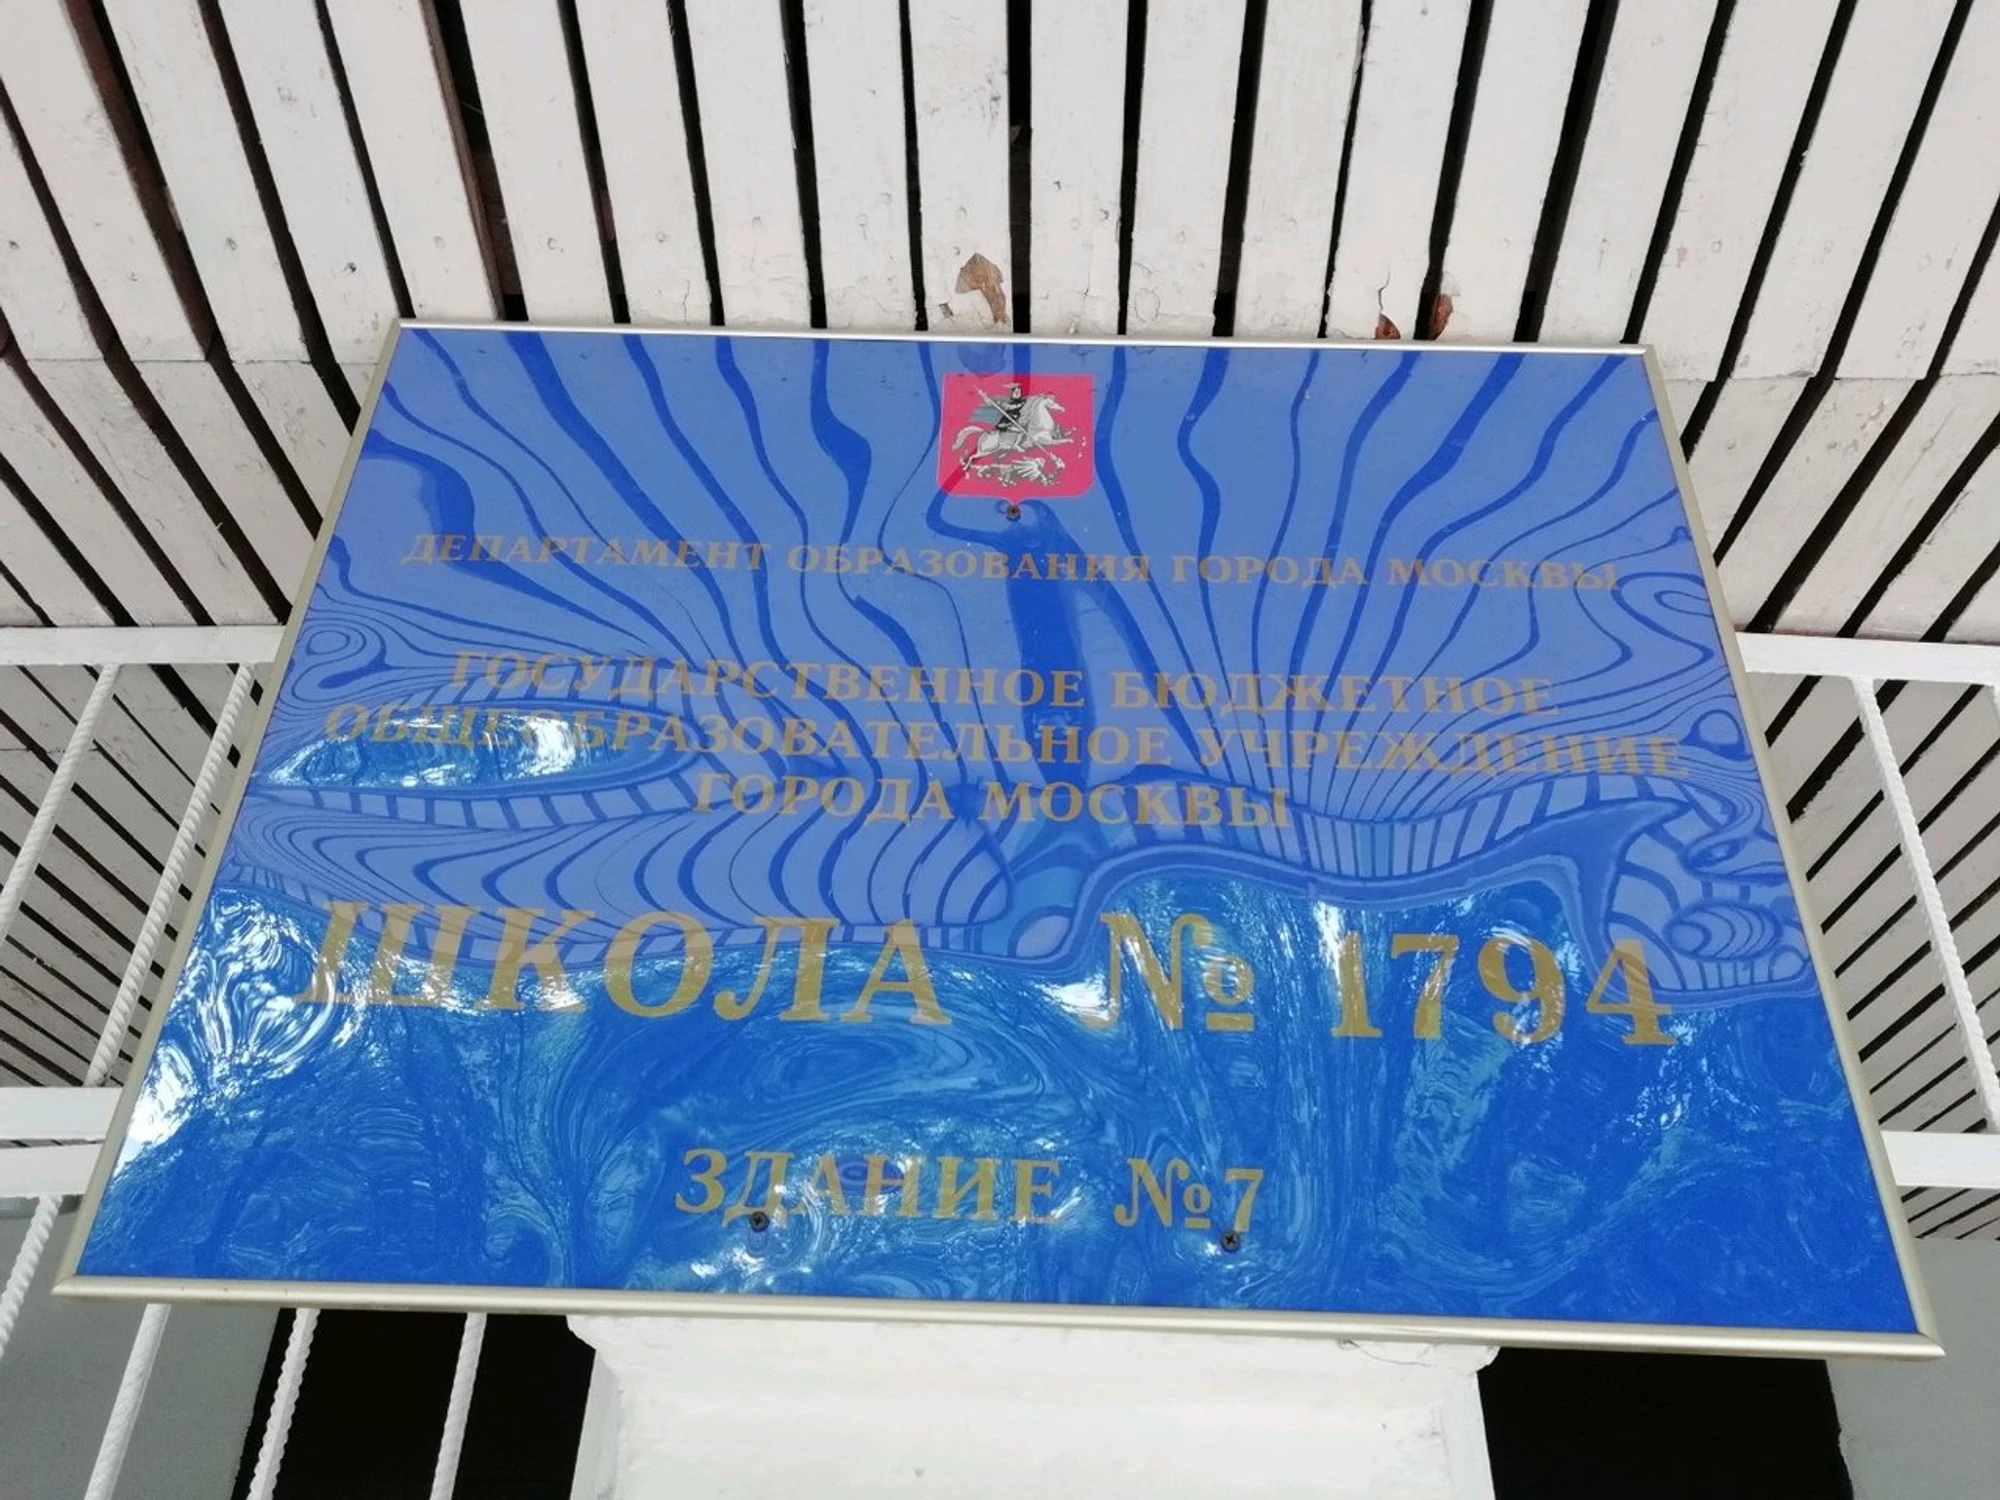 ДЕПАРТАМЕНТ ОБРАЗОВАНИЯ ГОРОДА МОСКВЫ
ГОСУДАРСТВЕННОЕ БЮДЖЕТНОЕ
ОБЩЕОБРАЗОВАТЕЛЬНОЕ УЧРЕЖДЕНИЕ
ГОРОДА МОСКВЫ
ШКОЛА № 1794
ЗДАНИЕ №7